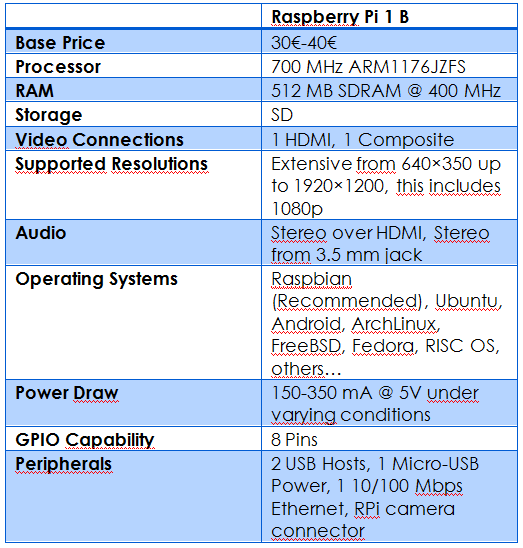 Raspberry Pi 1 B
Base Price
30€-40€
Processor
700 MHz ARM1176JZFS
RAM
512 MB SDRAM @ 400 MHz
Storage
SD
Video Connections
1 HDMI, 1 Composite
Supported Resolutions
Extensive from 640×350 up
to 1920×1200, this includes
1080p
Audio
Stereo over HDMI, Stereo
from 3.5 mm jack
Operating Systems
Raspbian
(Recommended), Ubuntu,
Android, ArchLinux,
FreeBSD, Fedora, RISC OS,
others...
Power Draw
150-350 mA @ 5V under
varying conditions
GPIO Capability
8 Pins
Peripherals
2 USB Hosts, 1 Micro-USB
Power, 1 10/100 Mbps
Ethernet, RPi camera
connector